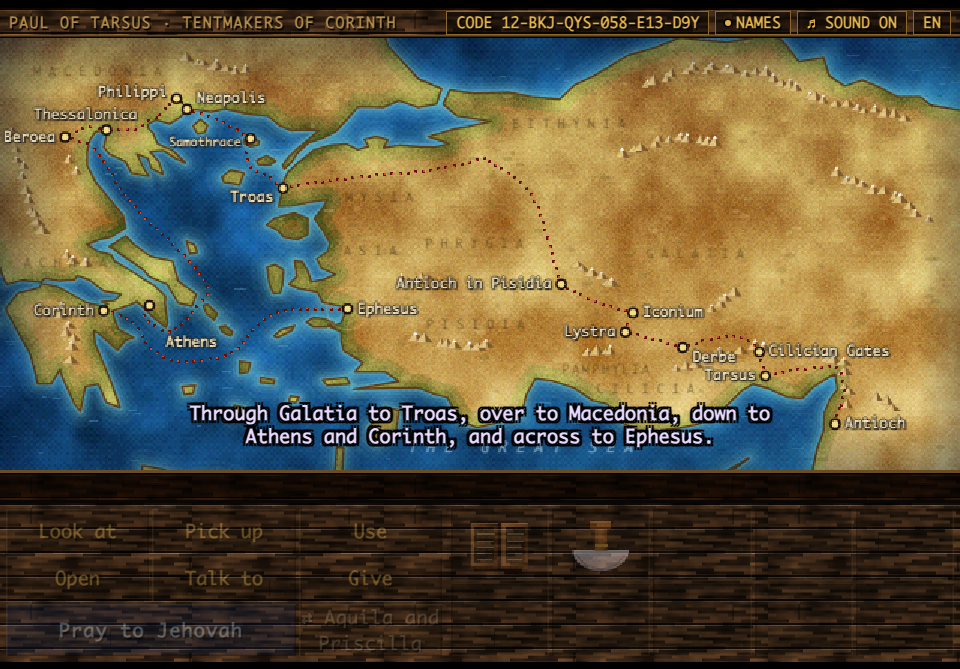 PAUL OF TARSUS · TENTMAKERS OF CORINTH
CODE 12-BKJ-QYS-058-E13-D9Y
NAMES
SOUND ON
EN
MACEDONIA
Philippi
Neapolis
Thessalonica
Beroea
Samothrace
BITHYNIA
Troas
MYSIA
ASIA
PHRYGIA
GALATIA
ACHAIA
Antioch in Pisidia
Corinth
Ephesus
Iconium
PISIDIA
Lystra
Athens
Derbe
Cilician Gates
PAMPHYLIA
Tarsus
CILICIA
Antioch
Through Galatia to Troas, over to Macedonia, down to
Athens and Corinth, and across to Ephesus.
THE GREAT SEA
Look at
Pick up
Use
Open
Talk to
Give
Pray to Jehovah
⇄ Aquila and
Priscilla